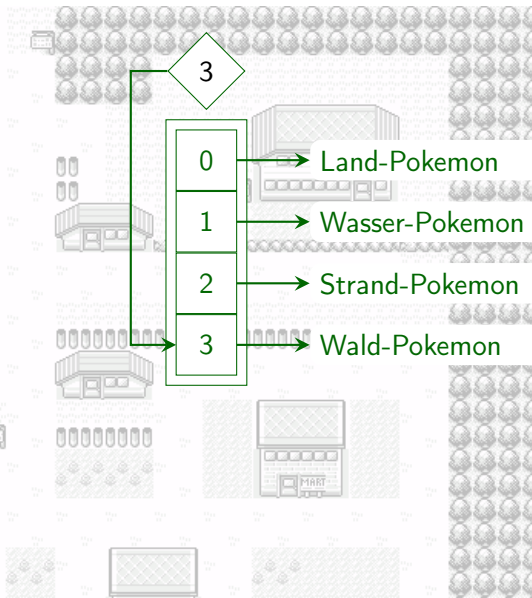 3
0
Land-Pokemon
1
Wasser-Pokemon
2
Strand-Pokemon
3
Wald-Pokemon
MART